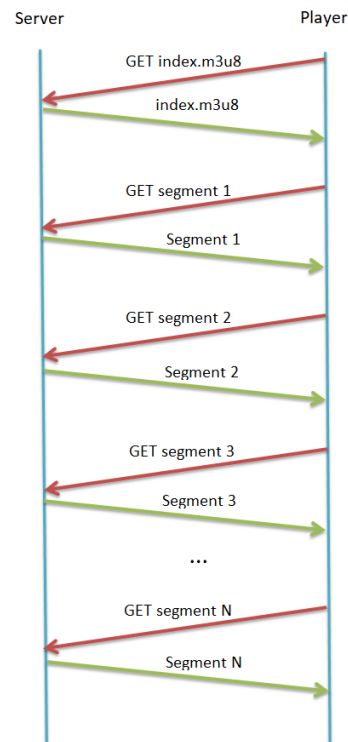 Server
Player
GET index.m3u8
index.m3u8
GET segment 1
Segment 1
GET segment 2
Segment 2
GET segment 3
Segment 3
...
GET segment N
Segment N